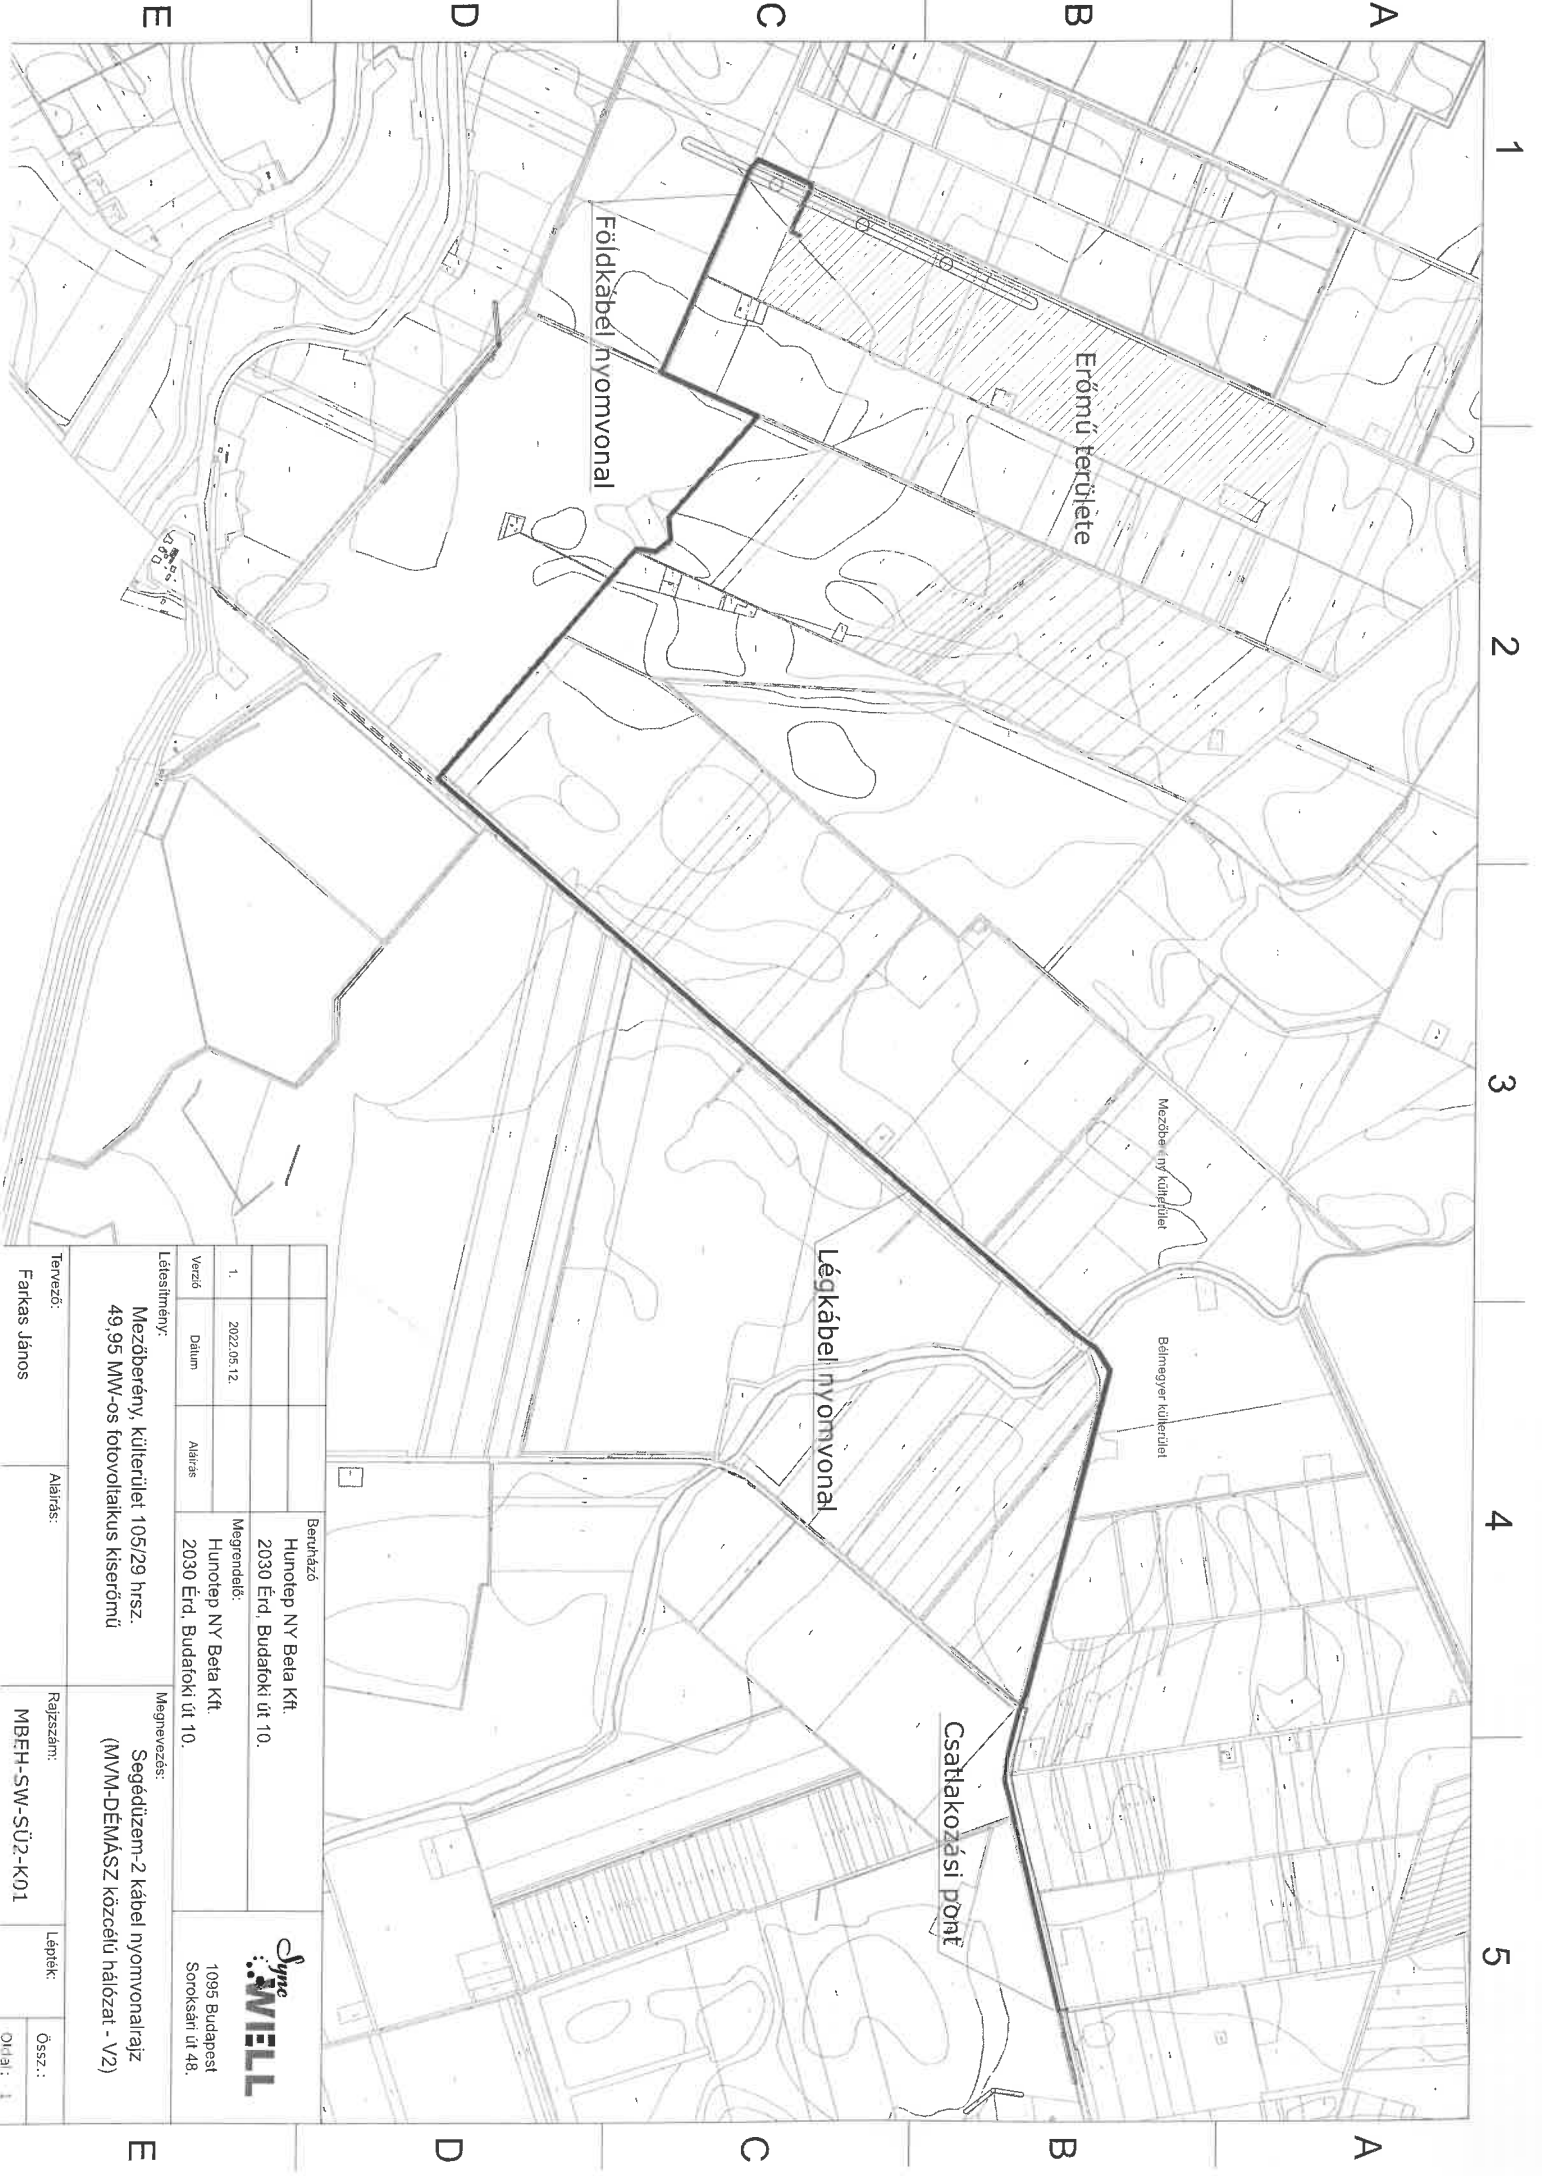 1
2
3
4
5
A
B
C
D
E
A
B
C
D
E
Erőmű területe
Földkábel nyomvonal
Légkábel nyomvonal
Csatlakozási pont
Mezőberény külterület
Bélmegyer külterület
1.
2022.05.12.
Verzió
Dátum
Aláírás
Beruházó
Hunotep NY Beta Kft.
2030 Érd, Budafoki út 10.
Megrendelő:
Hunotep NY Beta Kft.
2030 Érd, Budafoki út 10.
Sync
WELL
1095 Budapest
Soroksári út 48.
Létesítmény:
Mezőberény, külterület 105/29 hrsz.
49,95 MW-os fotovoltaikus kiserőmű
Megnevezés:
Segédüzem-2 kábel nyomvonalrajz
(MVM-DÉMÁSZ közcélú hálózat - V2)
Tervező:
Farkas János
Aláírás:
Rajzszám:
MBEH-SW-SÜ2-K01
Lépték:
Össz.:
Oldal: 1